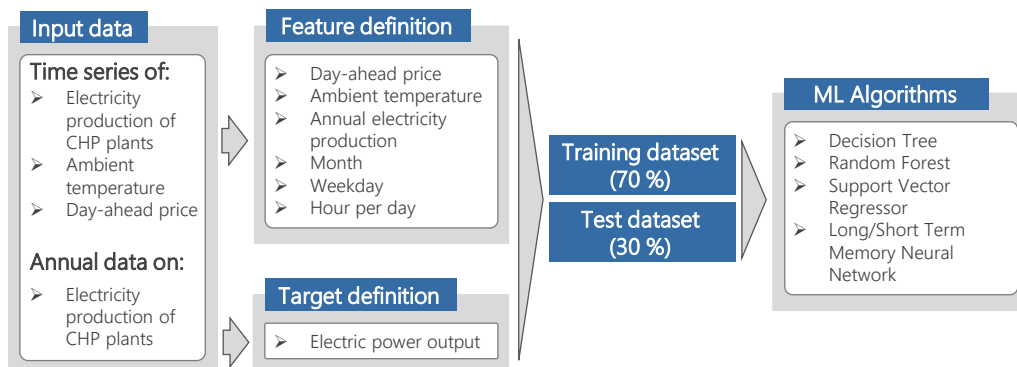 Input data
Time series of:
➢ Electricity
production of
CHP plants
➢ Ambient
temperature
➢ Day-ahead price
Annual data on:
➢ Electricity
production of
CHP plants
Feature definition
➢ Day-ahead price
➢ Ambient temperature
➢ Annual electricity
production
➢ Month
➢ Weekday
➢ Hour per day
Target definition
➢ Electric power output
Training dataset
(70 %)
Test dataset
(30 %)
ML Algorithms
➢ Decision Tree
➢ Random Forest
➢ Support Vector
Regressor
➢ Long/Short Term
Memory Neural
Network